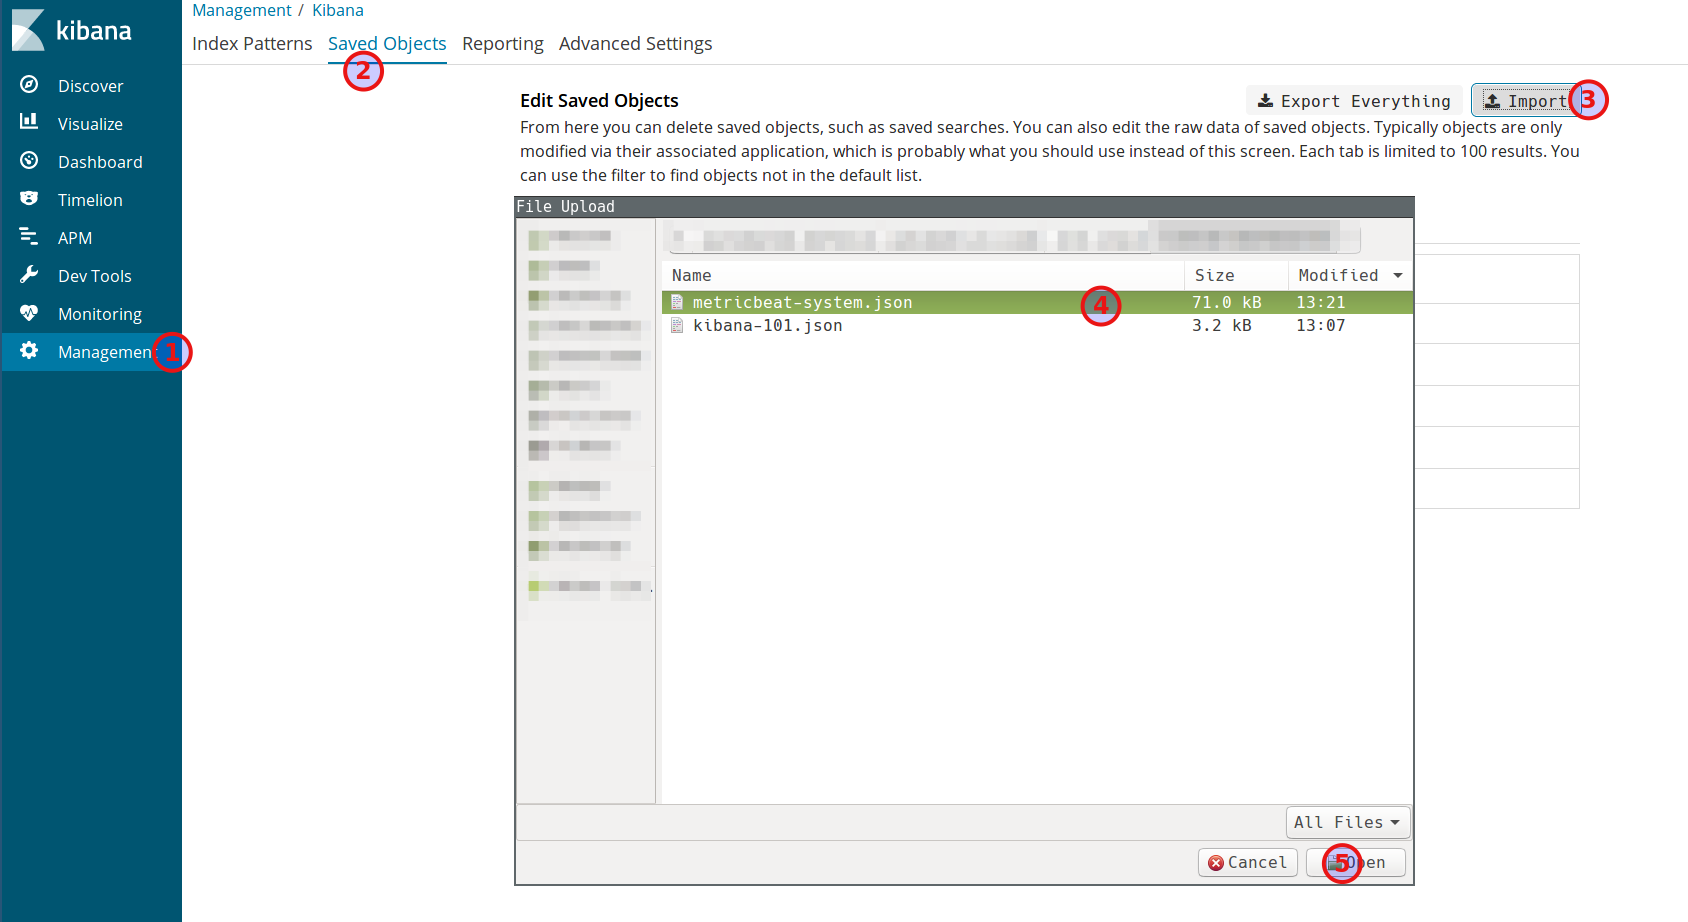 kibana
Discover
Visualize
Dashboard
Timelion
APM
Dev Tools
Monitoring
Management 1
Management / Kibana
Index Patterns Saved Objects Reporting Advanced Settings
2
Edit Saved Objects
Export Everything
Import 3
From here you can delete saved objects, such as saved searches. You can also edit the raw data of saved objects. Typically objects are only
modified via their associated application, which is probably what you should use instead of this screen. Each tab is limited to 100 results. You
can use the filter to find objects not in the default list.
File Upload
Name Size Modified
metricbeat-system.json 4 71.0 kB 13:21
kibana-101.json 3.2 kB 13:07
All Files
Cancel 5 Open